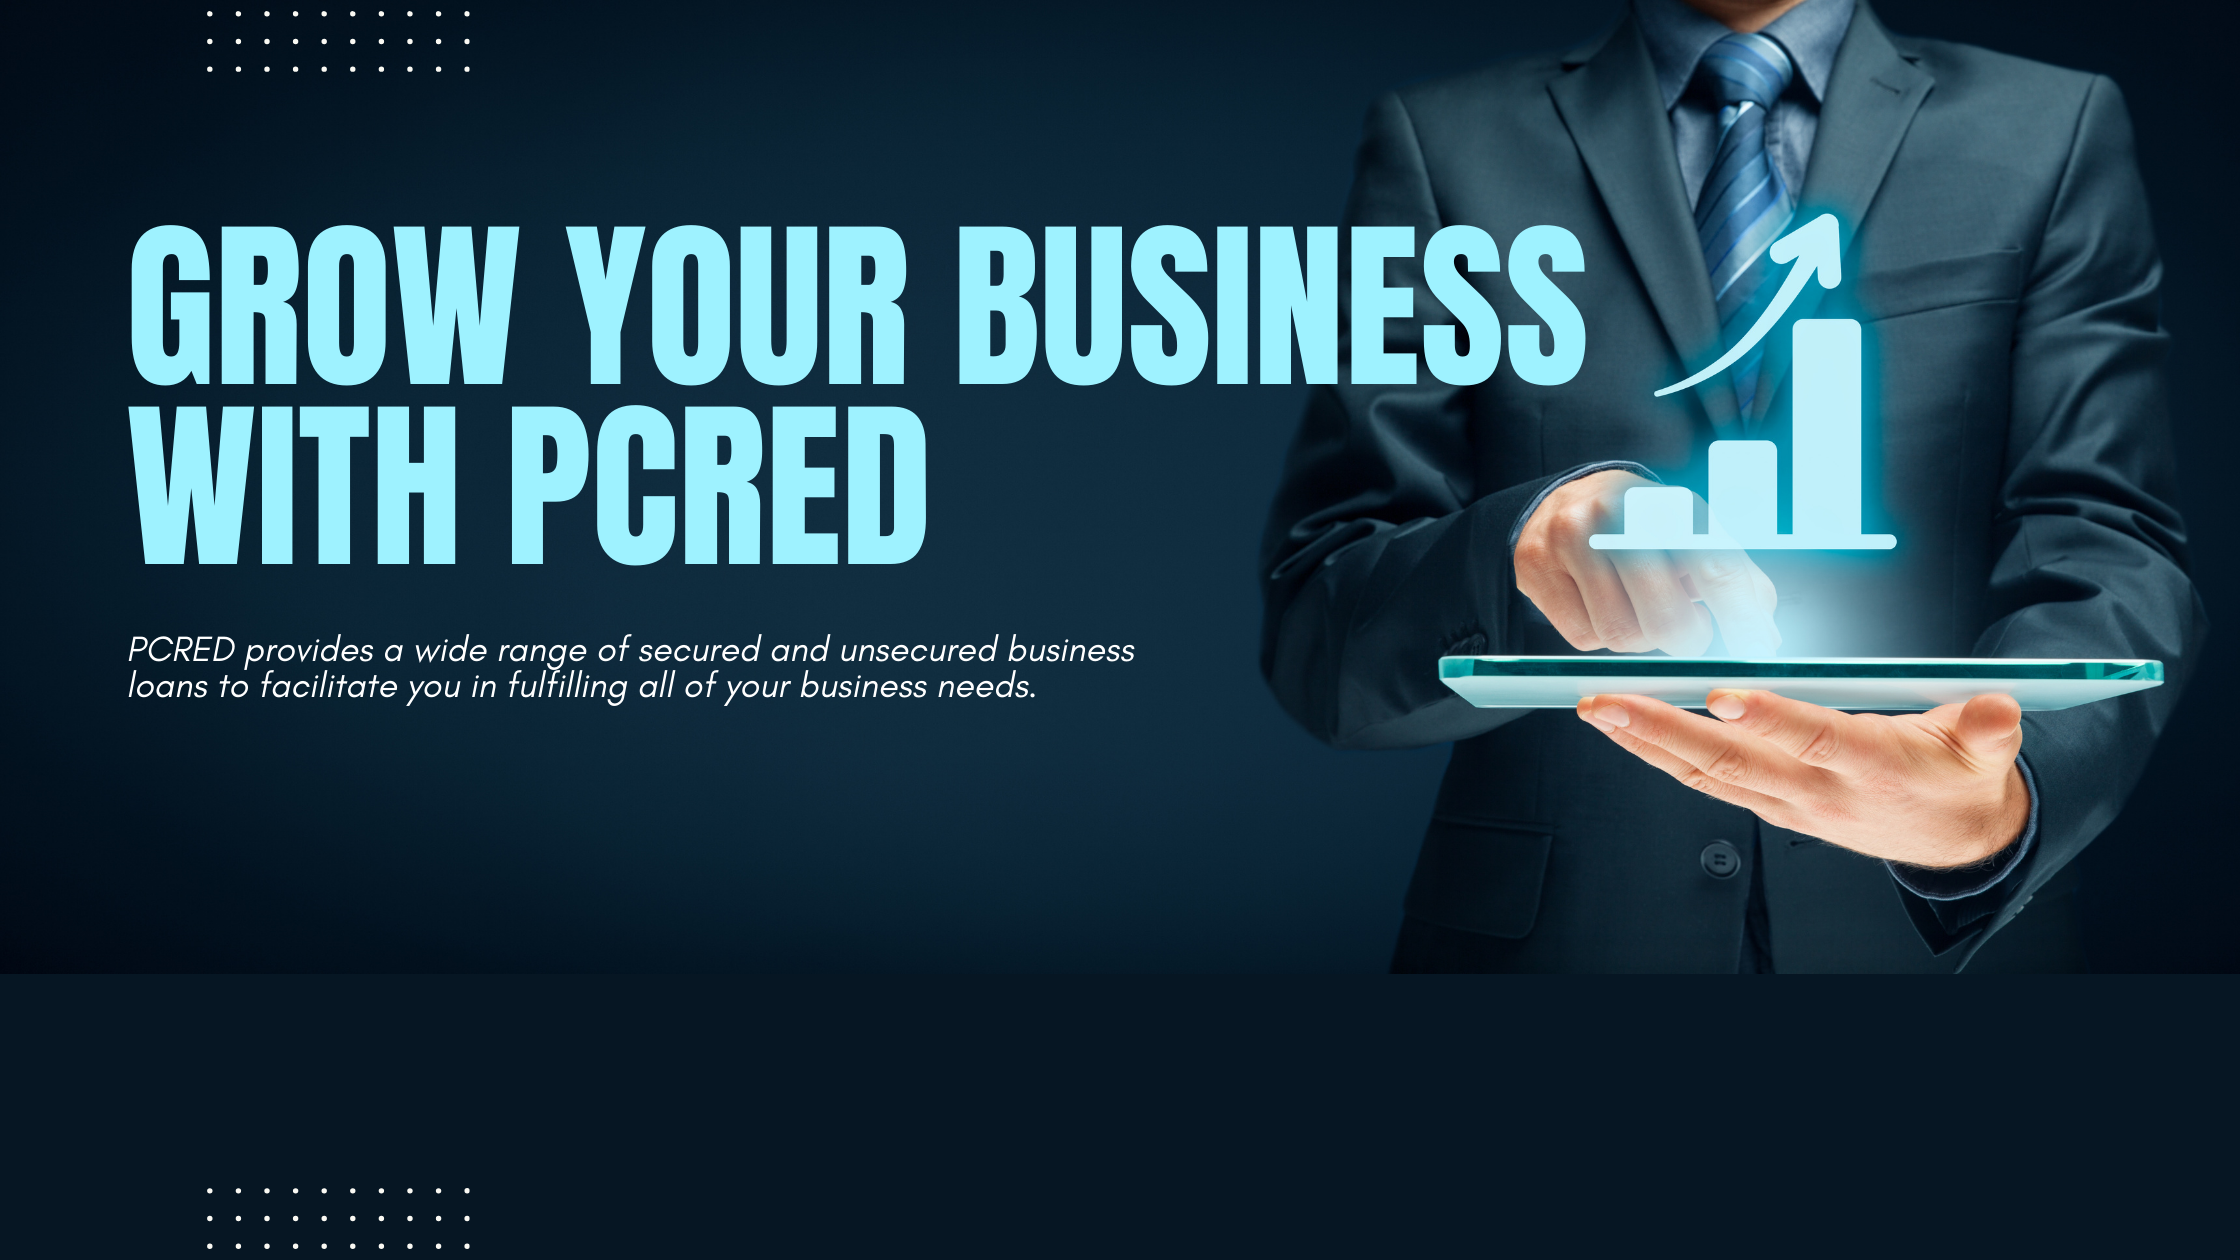 GROW YOUR BUSINESS
WITH PCRED
PCRED provides a wide range of secured and unsecured business
loans to facilitate you in fulfilling all of your business needs.